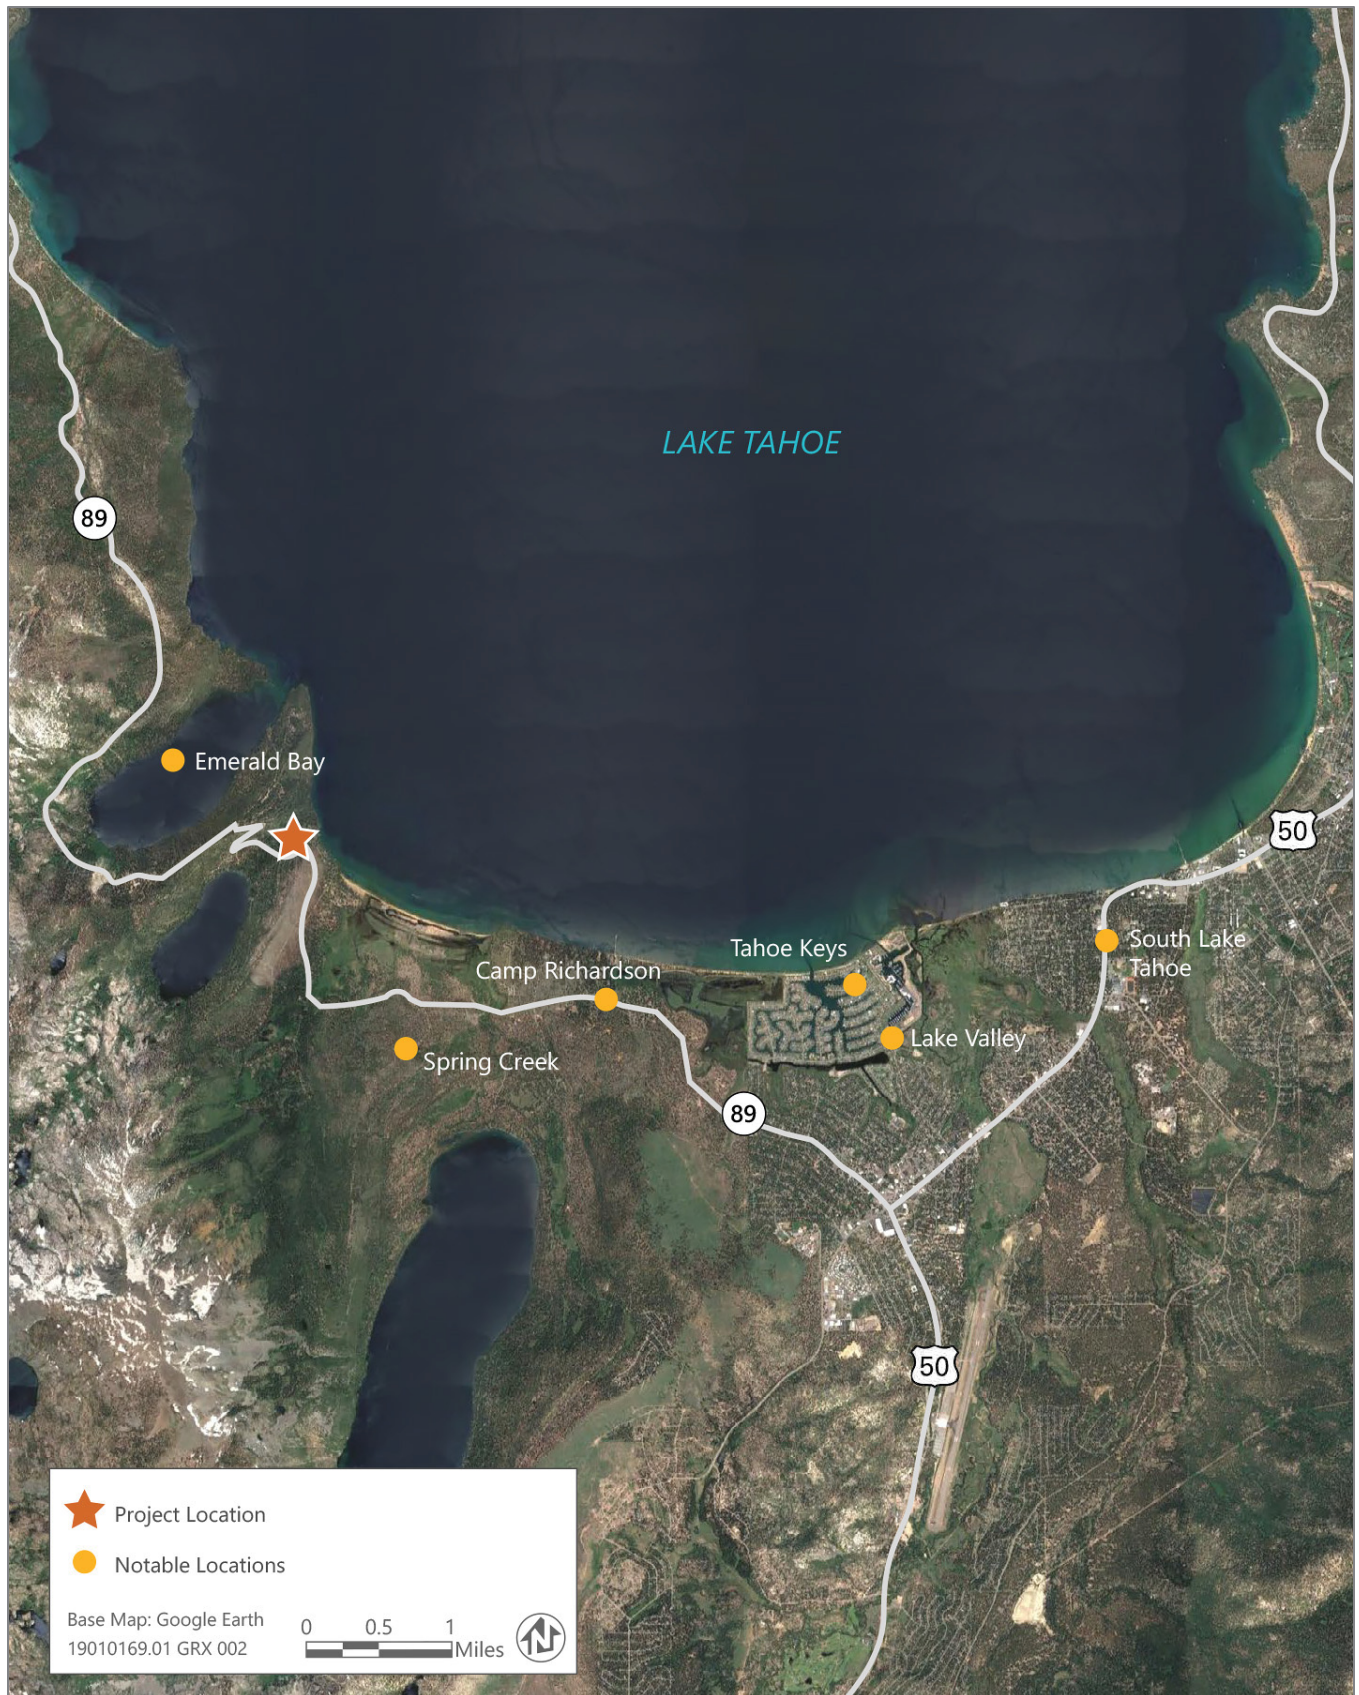 LAKE TAHOE
89
Emerald Bay
50
South Lake
Tahoe
Tahoe Keys
Camp Richardson
Lake Valley
Spring Creek
89
50
Project Location
Notable Locations
Base Map: Google Earth
19010169.01 GRX 002
0 0.5 1
Miles
N